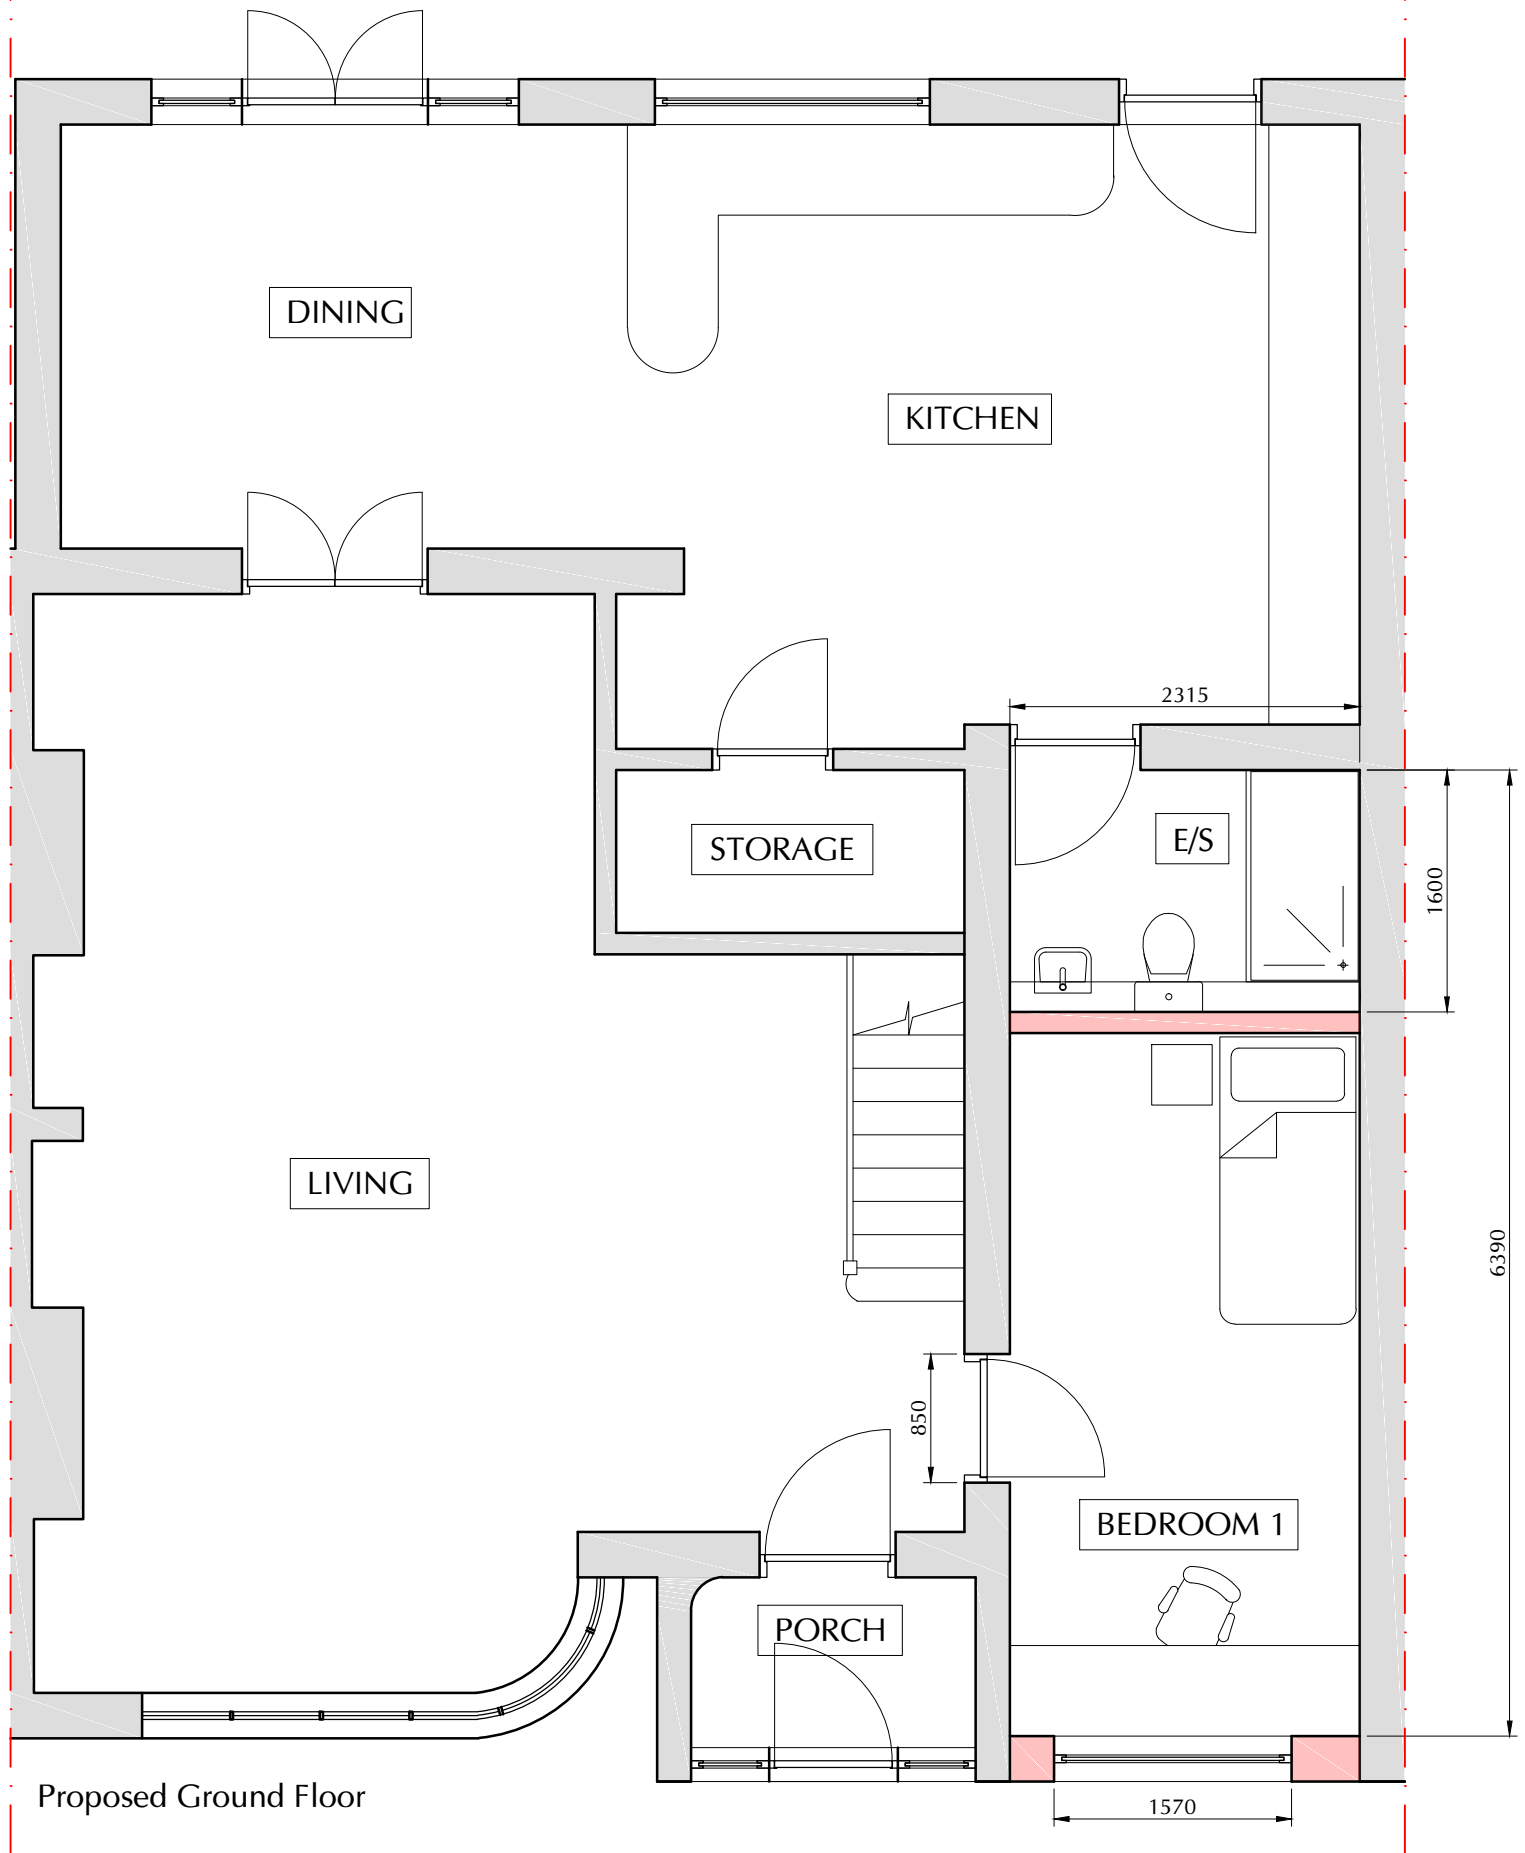 DINING
KITCHEN
2315
STORAGE
E/S
1600
LIVING
6390
850
BEDROOM 1
PORCH
Proposed Ground Floor
1570